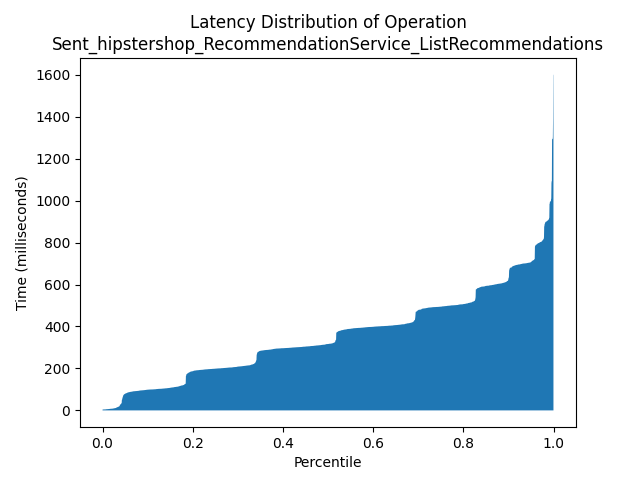 Latency Distribution of Operation
Sent_hipstershop_RecommendationService_ListRecommendations
1600
1400
1200
1000
800
600
400
200
0
Time (milliseconds)
0.0 0.2 0.4 0.6 0.8 1.0
Percentile